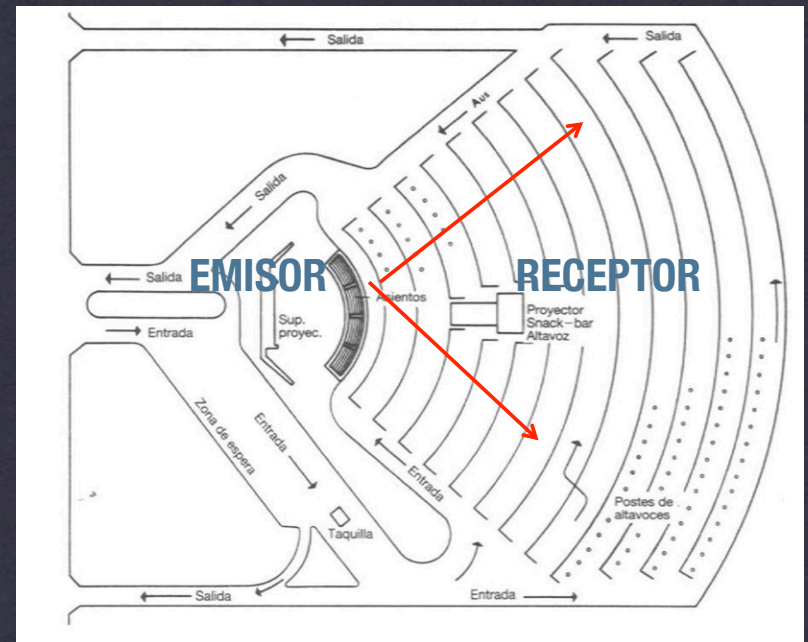 Salida
Salida
Aus
Salida
Salida
EMISOR
RECEPTOR
Asientos
Entrada
Sup.
proyec.
Proyector
Snack-bar
Altavoz
Zona de espera
Entrada
Entrada
Postes de
altavoces
Taquilla
Salida
Entrada